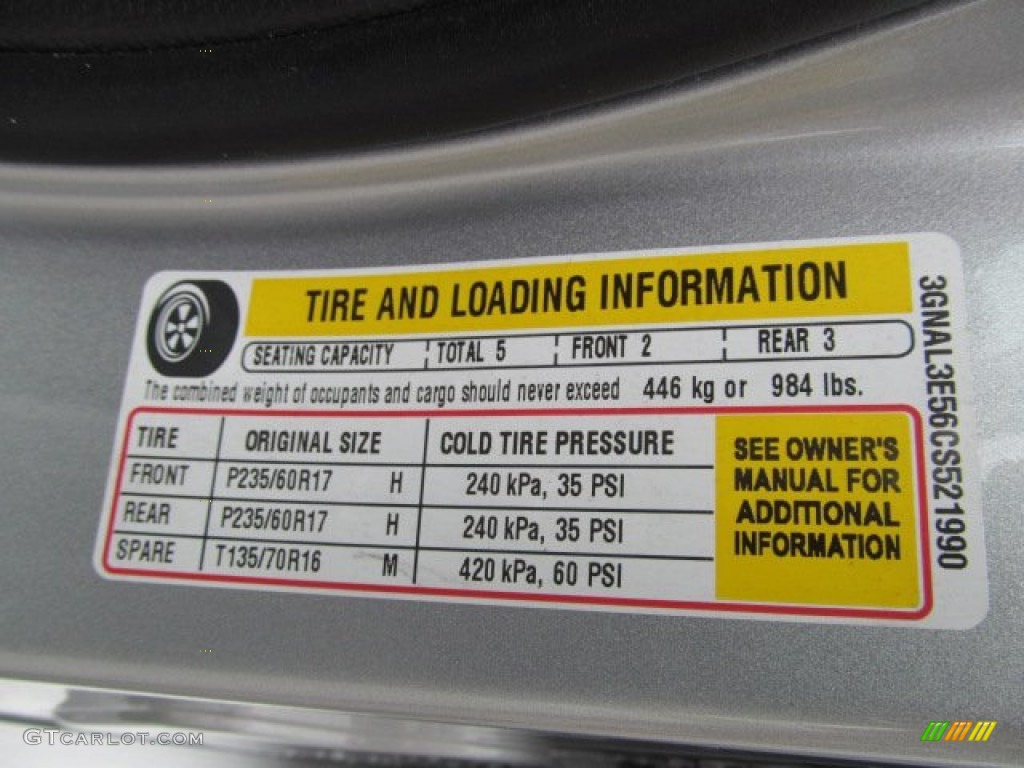 TIRE AND LOADING INFORMATION
SEATING CAPACITY TOTAL 5 FRONT 2 REAR 3
The combined weight of occupants and cargo should never exceed 446 kg or 984 lbs.
TIRE ORIGINAL SIZE COLD TIRE PRESSURE
FRONT P235/60R17 H 240 kPa, 35 PSI
REAR P235/60R17 H 240 kPa, 35 PSI
SPARE T135/70R16 M 420 kPa, 60 PSI
SEE OWNER'S
MANUAL FOR
ADDITIONAL
INFORMATION
3GNAL3E56CS521990
GTCARLOT.COM